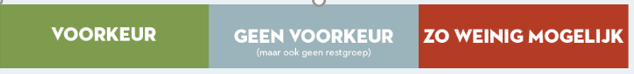 VOORKEUR
GEEN VOORKEUR
(maar ook geen restgroep)
ZO WEINIG MOGELIJK